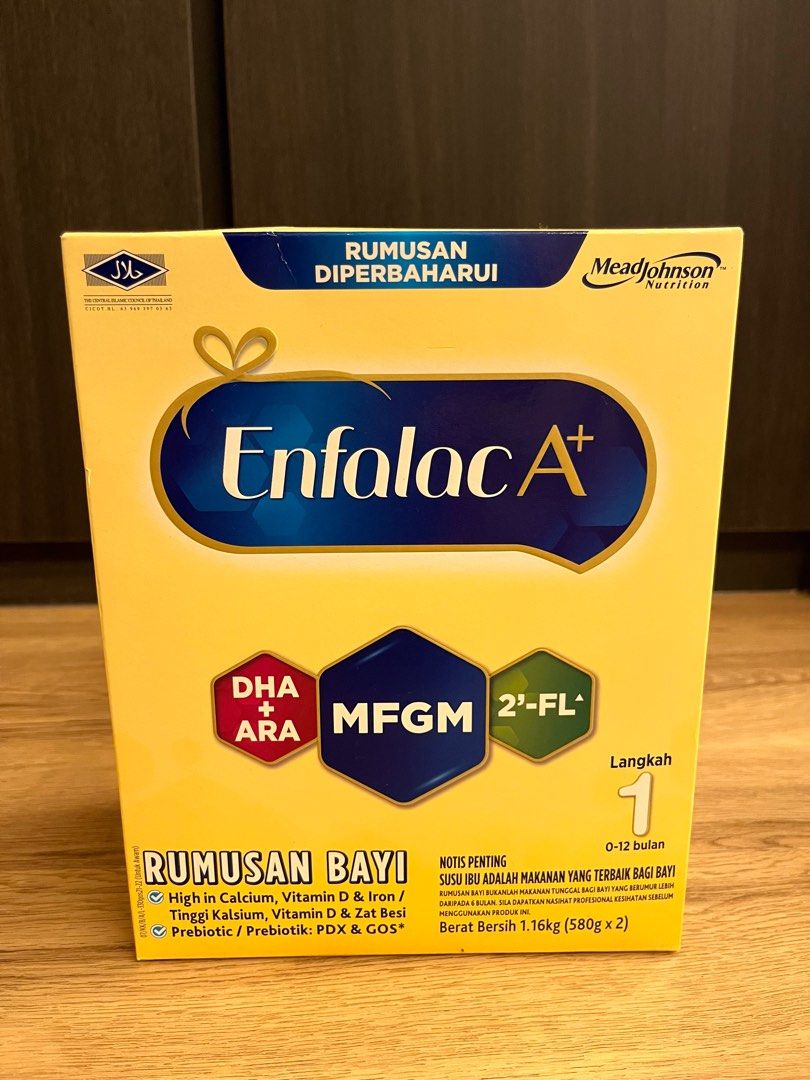 حلال
THE CENTRAL ISLAMIC COUNCIL OF THAILAND
RUMUSAN
DIPERBAHARUI
MeadJohnson™
Nutrition
Enfalac A+
DHA
+
ARA
MFGM
2'-FL▲
Langkah
1
0-12 bulan
RUMUSAN BAYI
High in Calcium, Vitamin D & Iron /
Tinggi Kalsium, Vitamin D & Zat Besi
Prebiotic / Prebiotik: PDX & GOS*
NOTIS PENTING
SUSU IBU ADALAH MAKANAN YANG TERBAIK BAGI BAYI
RUMUSAN BAYI BUKANLAH MAKANAN TUNGGAL BAGI BAYI YANG BERUMUR LEBIH
DARIPADA 6 BULAN. SILA DAPATKAN NASIHAT PROFESIONAL KESIHATAN SEBELUM
MENGGUNAKAN PRODUK INI.
Berat Bersih 1.16kg (580g x 2)